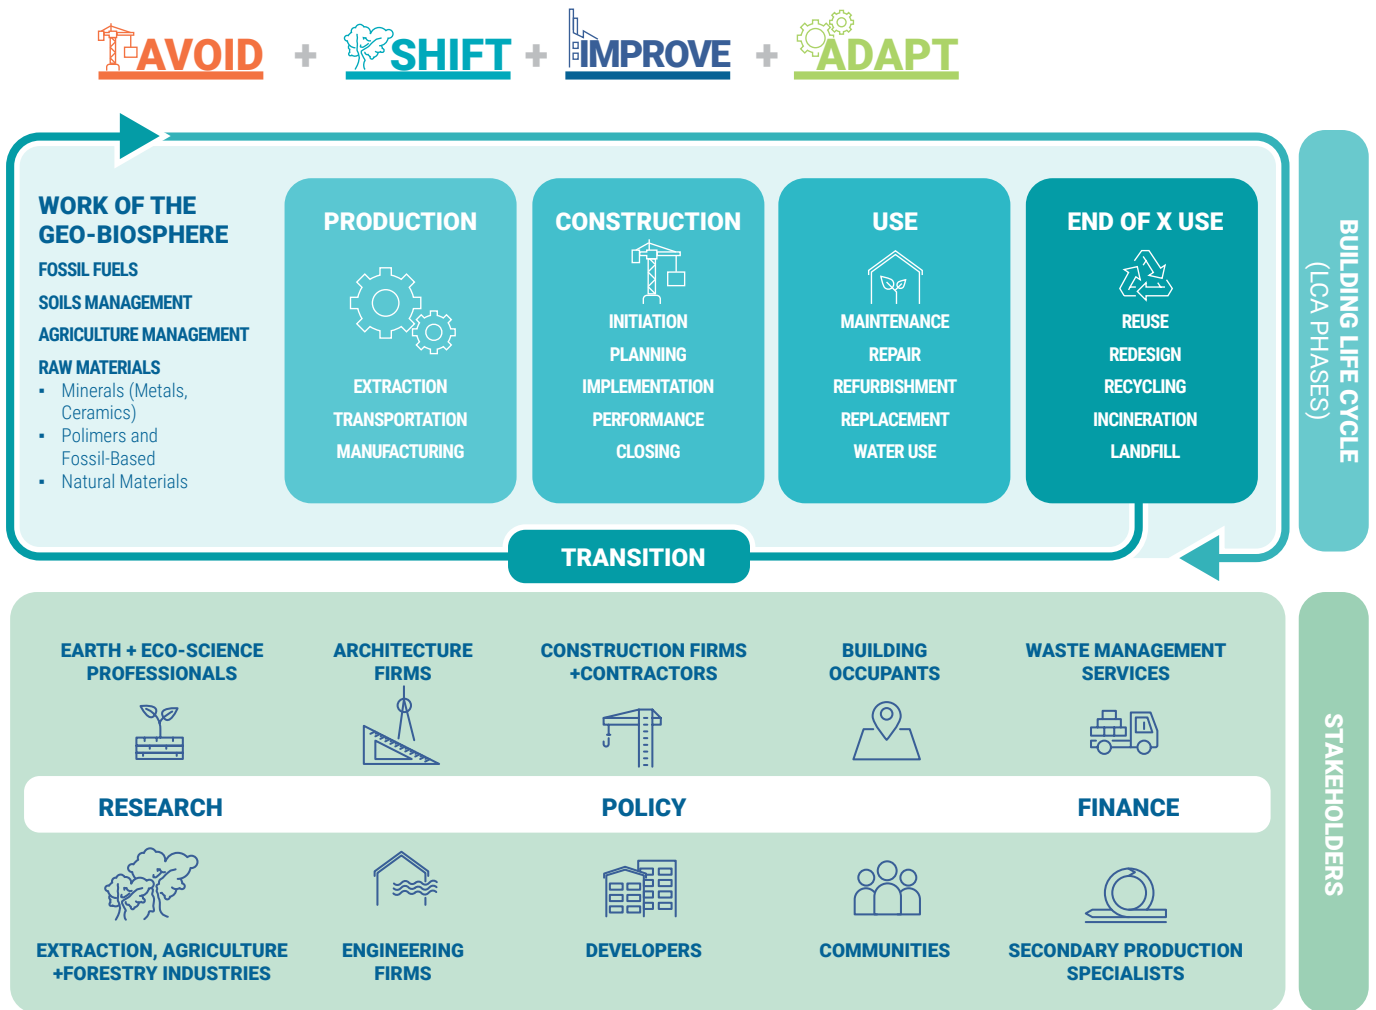 AVOID + SHIFT + IMPROVE + ADAPT
WORK OF THE
GEO-BIOSPHERE
FOSSIL FUELS
SOILS MANAGEMENT
AGRICULTURE MANAGEMENT
RAW MATERIALS
▪ Minerals (Metals,
Ceramics)
▪ Polimers and
Fossil-Based
▪ Natural Materials
PRODUCTION
EXTRACTION
TRANSPORTATION
MANUFACTURING
CONSTRUCTION
INITIATION
PLANNING
IMPLEMENTATION
PERFORMANCE
CLOSING
USE
MAINTENANCE
REPAIR
REFURBISHMENT
REPLACEMENT
WATER USE
END OF X USE
REUSE
REDESIGN
RECYCLING
INCINERATION
LANDFILL
BUILDING LIFE CYCLE
(LCA PHASES)
TRANSITION
EARTH + ECO-SCIENCE
PROFESSIONALS
ARCHITECTURE
FIRMS
CONSTRUCTION FIRMS
+CONTRACTORS
BUILDING
OCCUPANTS
WASTE MANAGEMENT
SERVICES
RESEARCH
POLICY
FINANCE
EXTRACTION, AGRICULTURE
+FORESTRY INDUSTRIES
ENGINEERING
FIRMS
DEVELOPERS
COMMUNITIES
SECONDARY PRODUCTION
SPECIALISTS
STAKEHOLDERS